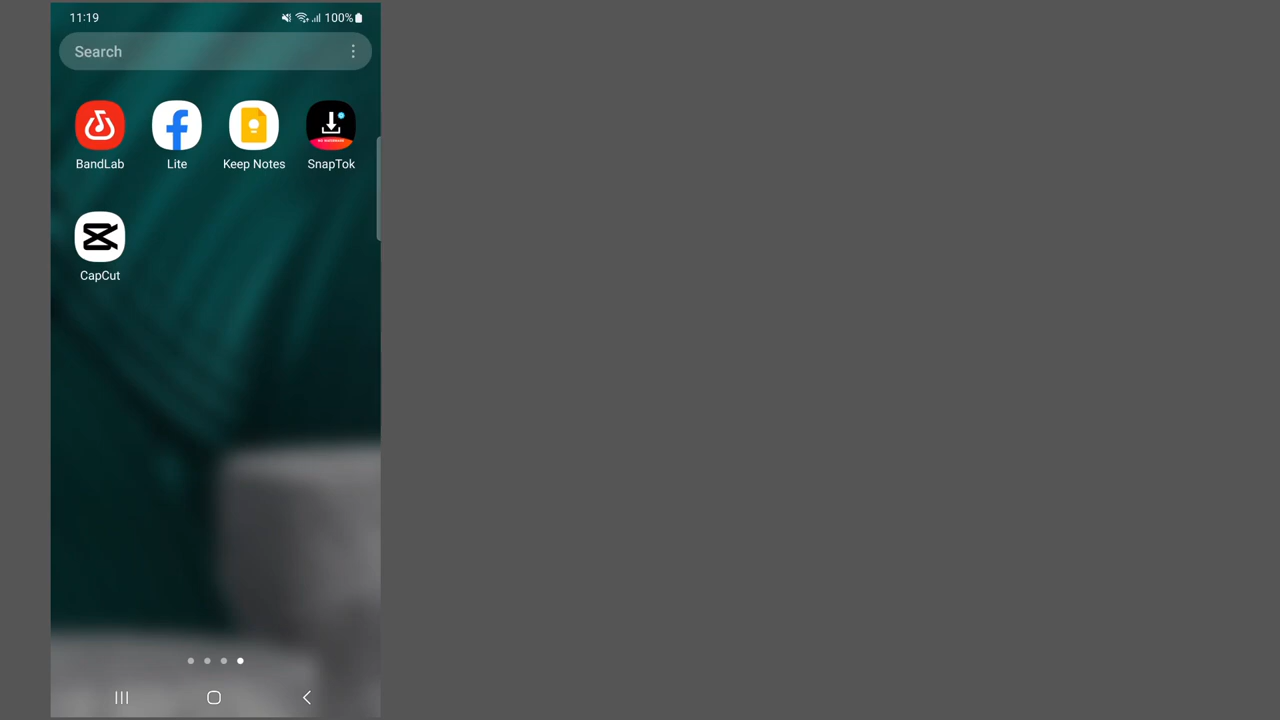 11:19
100%
Search
BandLab
Lite
Keep Notes
SnapTok
CapCut